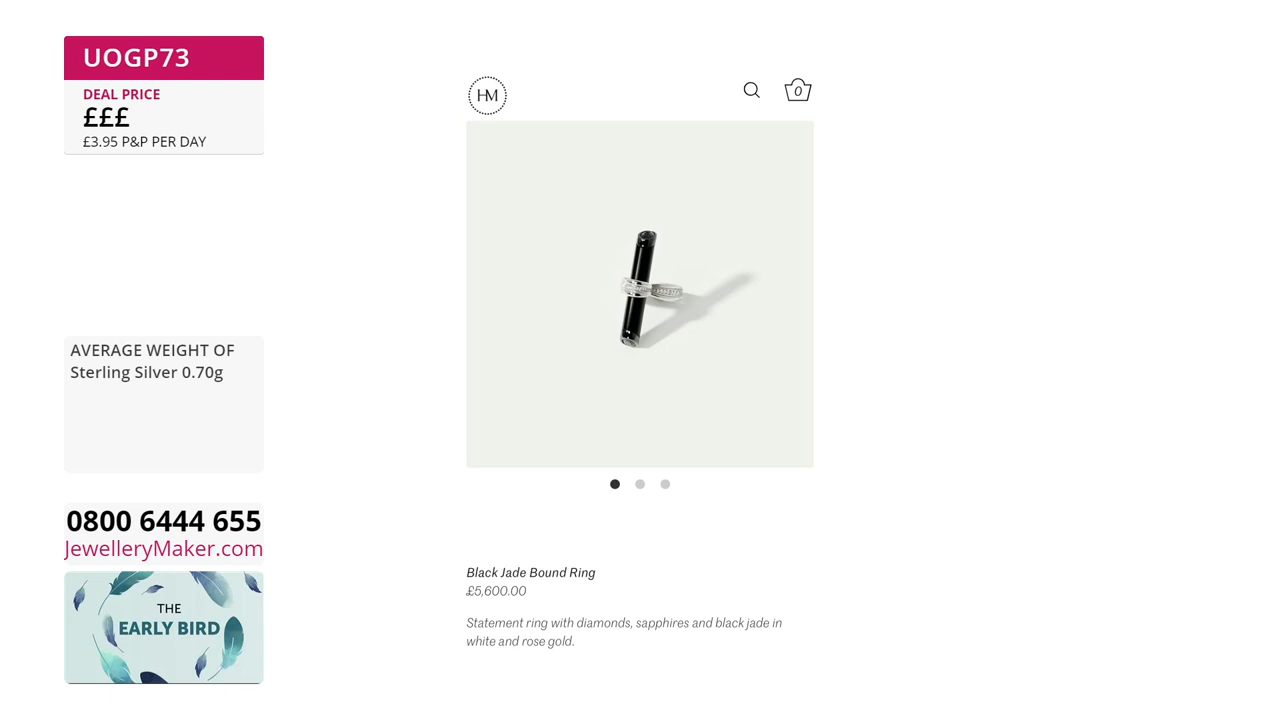 UOGP73
DEAL PRICE
£££
£3.95 P&P PER DAY
AVERAGE WEIGHT OF
Sterling Silver 0.70g
0800 6444 655
JewelleryMaker.com
THE
EARLY BIRD
HM
0
Black Jade Bound Ring
£5,600.00
Statement ring with diamonds, sapphires and black jade in
white and rose gold.